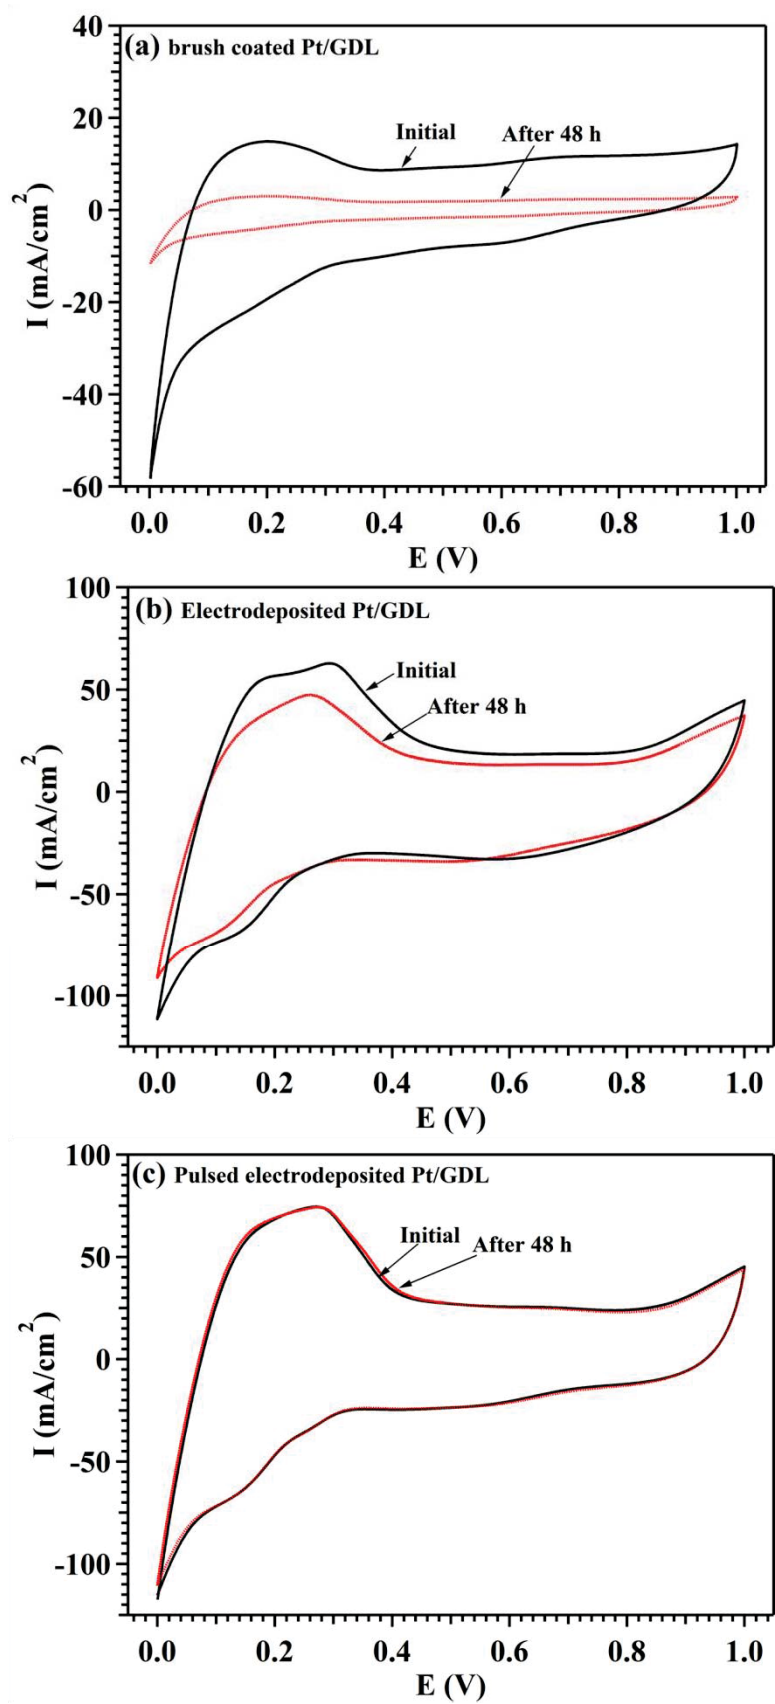 (a) brush coated Pt/GDL
40
20
0
-20
-40
-60
I (mA/cm²)
Initial
After 48 h
0.0 0.2 0.4 0.6 0.8 1.0
E (V)
(b) Electrodeposited Pt/GDL
100
50
0
-50
-100
I (mA/cm²)
Initial
After 48 h
0.0 0.2 0.4 0.6 0.8 1.0
E (V)
(c) Pulsed electrodeposited Pt/GDL
100
50
0
-50
-100
I (mA/cm²)
Initial
After 48 h
0.0 0.2 0.4 0.6 0.8 1.0
E (V)